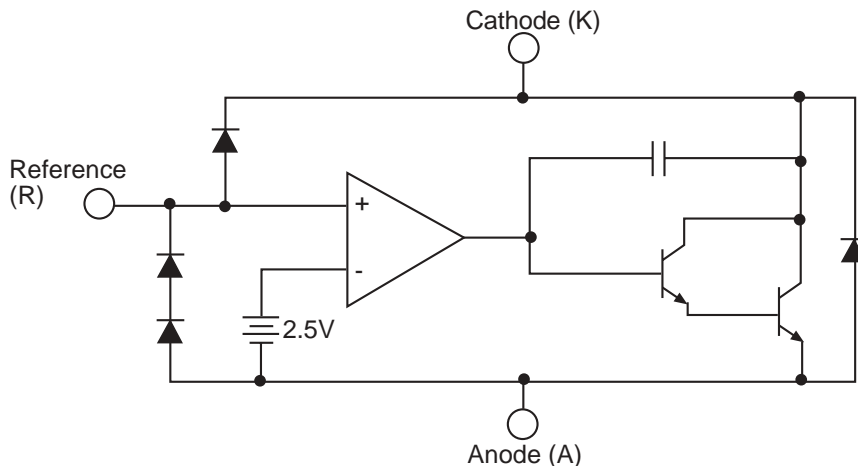 Cathode (K)
Reference
(R)
+
-
2.5V
Anode (A)